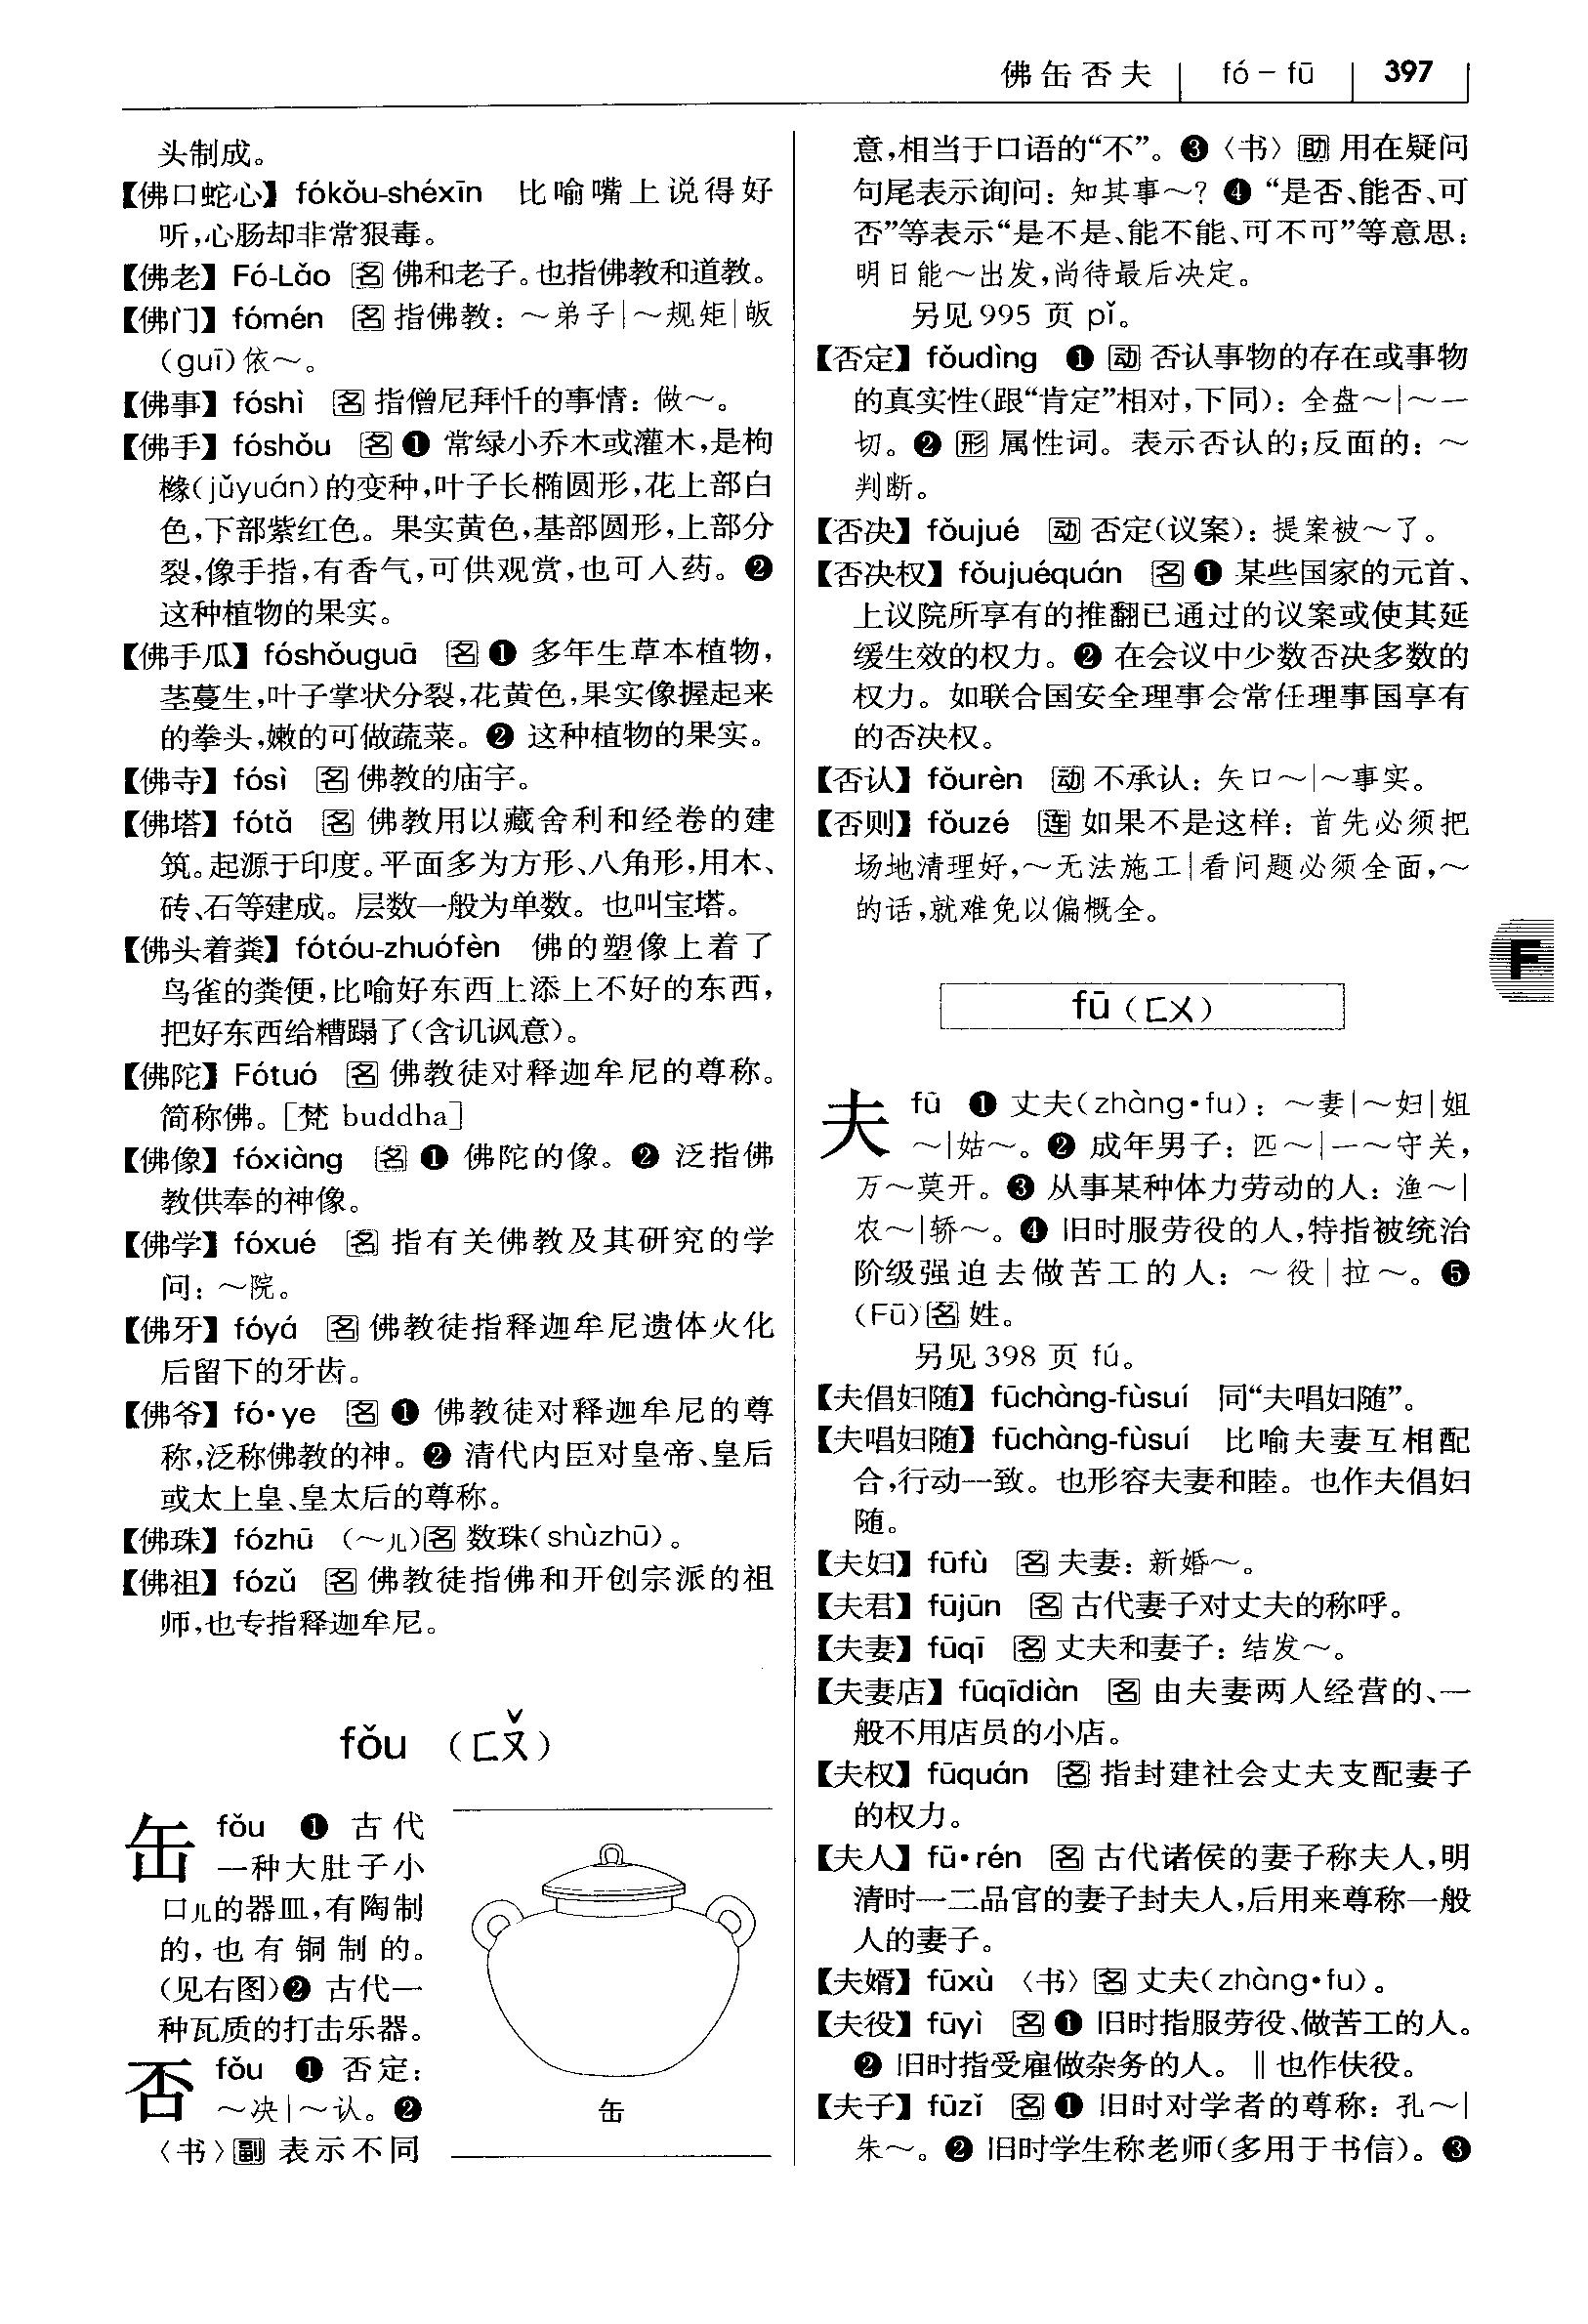 佛缶否夫 fó－fū 397
头制成。
【佛口蛇心】fókǒu-shéxīn 比喻嘴上说得好
听，心肠却非常狠毒。
【佛老】Fó-Lǎo 名 佛和老子。也指佛教和道教。
【佛门】fómén 名 指佛教：～弟子|～规矩|皈
（guī）依～。
【佛事】fóshì 名 指僧尼拜忏的事情：做～。
【佛手】fóshǒu 名 ❶ 常绿小乔木或灌木，是枸
橼（jǔyuán）的变种，叶子长椭圆形，花上部白
色，下部紫红色。果实黄色，基部圆形，上部分
裂，像手指，有香气，可供观赏，也可入药。❷
这种植物的果实。
【佛手瓜】fóshǒuguā 名 ❶ 多年生草本植物，
茎蔓生，叶子掌状分裂，花黄色，果实像握起来
的拳头，嫩的可做蔬菜。❷ 这种植物的果实。
【佛寺】fósì 名 佛教的庙宇。
【佛塔】fótǎ 名 佛教用以藏舍利和经卷的建
筑。起源于印度。平面多为方形、八角形，用木、
砖、石等建成。层数一般为单数。也叫宝塔。
【佛头着粪】fótóu-zhuófèn 佛的塑像上着了
鸟雀的粪便，比喻好东西上添上不好的东西，
把好东西给糟蹋了（含讥讽意）。
【佛陀】Fótuó 名 佛教徒对释迦牟尼的尊称。
简称佛。[梵 buddha]
【佛像】fóxiàng 名 ❶ 佛陀的像。❷ 泛指佛
教供奉的神像。
【佛学】fóxué 名 指有关佛教及其研究的学
问：～院。
【佛牙】fóyá 名 佛教徒指释迦牟尼遗体火化
后留下的牙齿。
【佛爷】fó·ye 名 ❶ 佛教徒对释迦牟尼的尊
称，泛称佛教的神。❷ 清代内臣对皇帝、皇后
或太上皇、皇太后的尊称。
【佛珠】fózhū （～儿）名 数珠（shùzhū）。
【佛祖】fózǔ 名 佛教徒指佛和开创宗派的祖
师，也专指释迦牟尼。
fǒu （ㄈㄡˇ）
缶 fǒu ❶ 古代
一种大肚子小
口儿的器皿，有陶制
的，也有铜制的。
（见右图）❷ 古代一
种瓦质的打击乐器。
否 fǒu ❶ 否定：
～决|～认。❷
〈书〉副 表示不同
缶
意，相当于口语的“不”。❸〈书〉助 用在疑问
句尾表示询问：知其事～？❹ “是否、能否、可
否”等表示“是不是、能不能、可不可”等意思：
明日能～出发，尚待最后决定。
另见995 页 pǐ。
【否定】fǒudìng ❶ 动 否认事物的存在或事物
的真实性（跟“肯定”相对，下同）：全盘～|～一
切。❷ 形 属性词。表示否认的；反面的：～
判断。
【否决】fǒujué 动 否定（议案）：提案被～了。
【否决权】fǒujuéquán 名 ❶ 某些国家的元首、
上议院所享有的推翻已通过的议案或使其延
缓生效的权力。❷ 在会议中少数否决多数的
权力。如联合国安全理事会常任理事国享有
的否决权。
【否认】fǒurèn 动 不承认：矢口～|～事实。
【否则】fǒuzé 连 如果不是这样：首先必须把
场地清理好，～无法施工|看问题必须全面，～
的话，就难免以偏概全。
F
fū（ㄈㄨ）
夫 fū ❶ 丈夫（zhàng·fu）：～妻|～妇|姐
～|姑～。❷ 成年男子：匹～|一～守关，
万～莫开。❸ 从事某种体力劳动的人：渔～|
农～|轿～。❹ 旧时服劳役的人，特指被统治
阶级强迫去做苦工的人：～役|拉～。❺
（Fū）名 姓。
另见398 页 fú。
【夫倡妇随】fūchàng-fùsuí 同“夫唱妇随”。
【夫唱妇随】fūchàng-fùsuí 比喻夫妻互相配
合，行动一致。也形容夫妻和睦。也作夫倡妇
随。
【夫妇】fūfù 名 夫妻：新婚～。
【夫君】fūjūn 名 古代妻子对丈夫的称呼。
【夫妻】fūqī 名 丈夫和妻子：结发～。
【夫妻店】fūqīdiàn 名 由夫妻两人经营的、一
般不用店员的小店。
【夫权】fūquán 名 指封建社会丈夫支配妻子
的权力。
【夫人】fū·rén 名 古代诸侯的妻子称夫人，明
清时一二品官的妻子封夫人，后用来尊称一般
人的妻子。
【夫婿】fūxù 〈书〉名 丈夫（zhàng·fu）。
【夫役】fūyì 名 ❶ 旧时指服劳役、做苦工的人。
❷ 旧时指受雇做杂务的人。‖也作伕役。
【夫子】fūzǐ 名 ❶ 旧时对学者的尊称：孔～|
朱～。❷ 旧时学生称老师（多用于书信）。❸